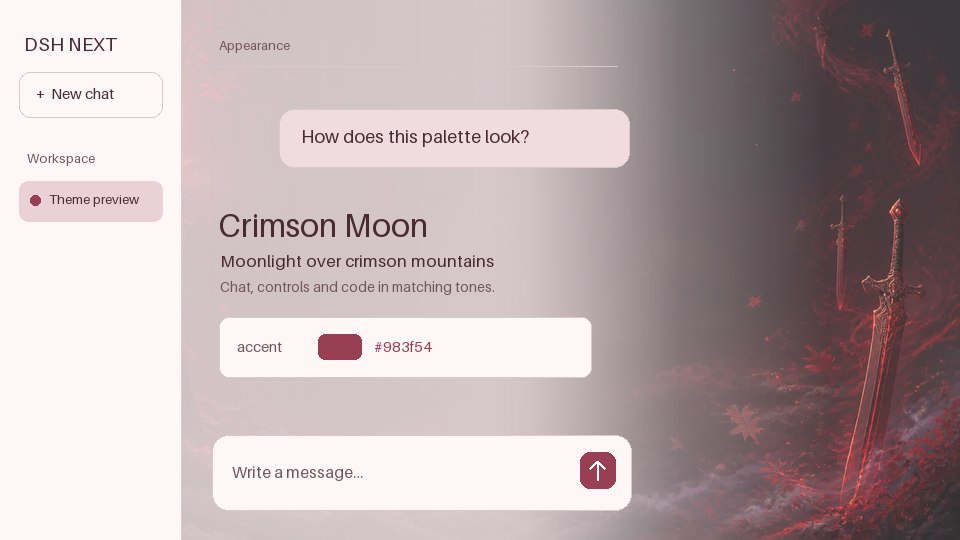 DSH NEXT
+ New chat
Workspace
Theme preview
Appearance
How does this palette look?
Crimson Moon
Moonlight over crimson mountains
Chat, controls and code in matching tones.
accent #983f54
Write a message...